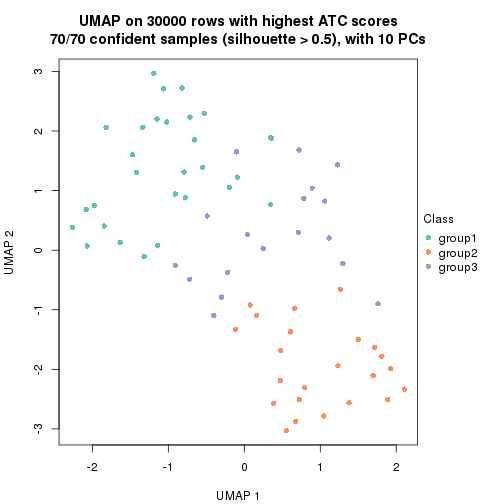 UMAP on 30000 rows with highest ATC scores
70/70 confident samples (silhouette > 0.5), with 10 PCs
3
2
1
0
-1
-2
-3
UMAP 2
Class
group1
group2
group3
-2 -1 0 1 2
UMAP 1